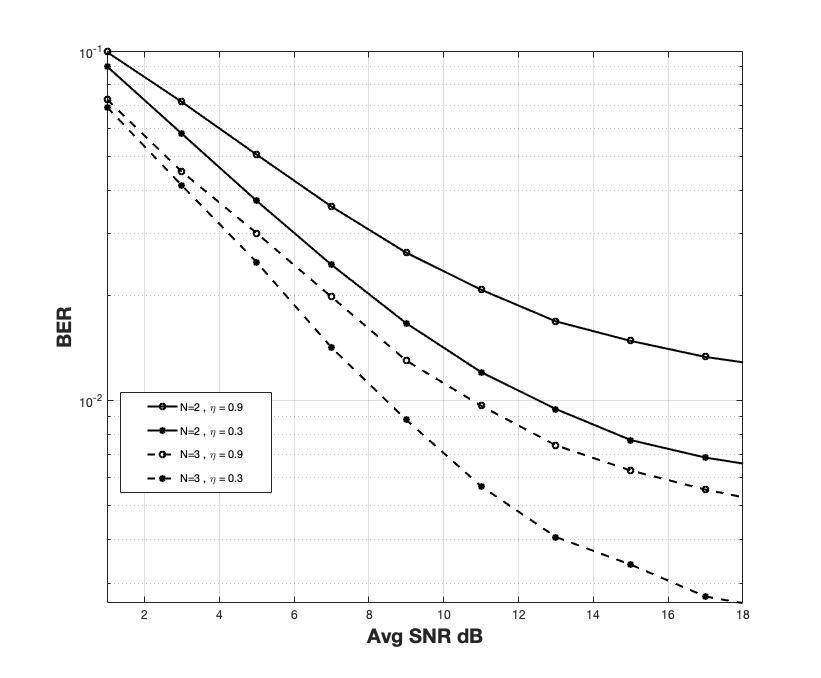 10-1
BER
10-2
N=2 , η = 0.9
N=2 , η = 0.3
N=3 , η = 0.9
N=3 , η = 0.3
2 4 6 8 10 12 14 16 18
Avg SNR dB